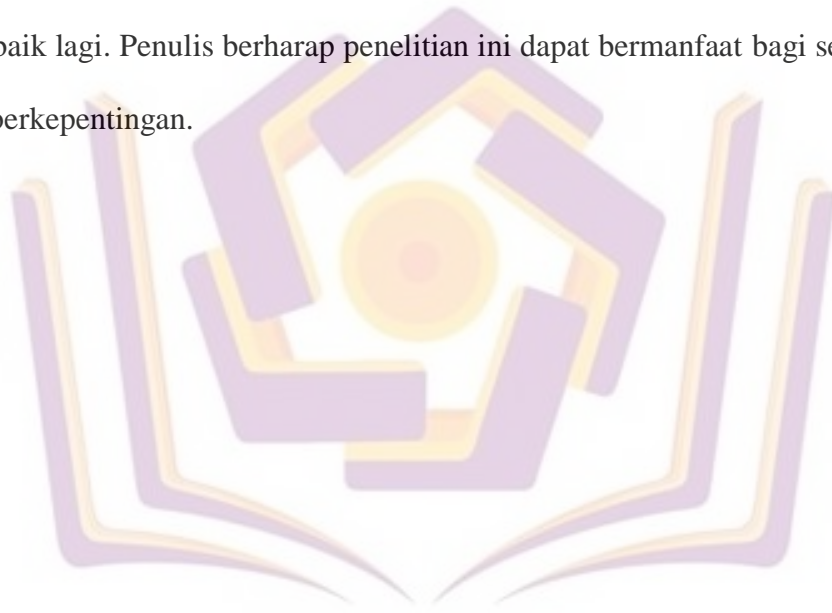 baik lagi. Penulis berharap penelitian ini dapat bermanfaat bagi se
berkepentingan.